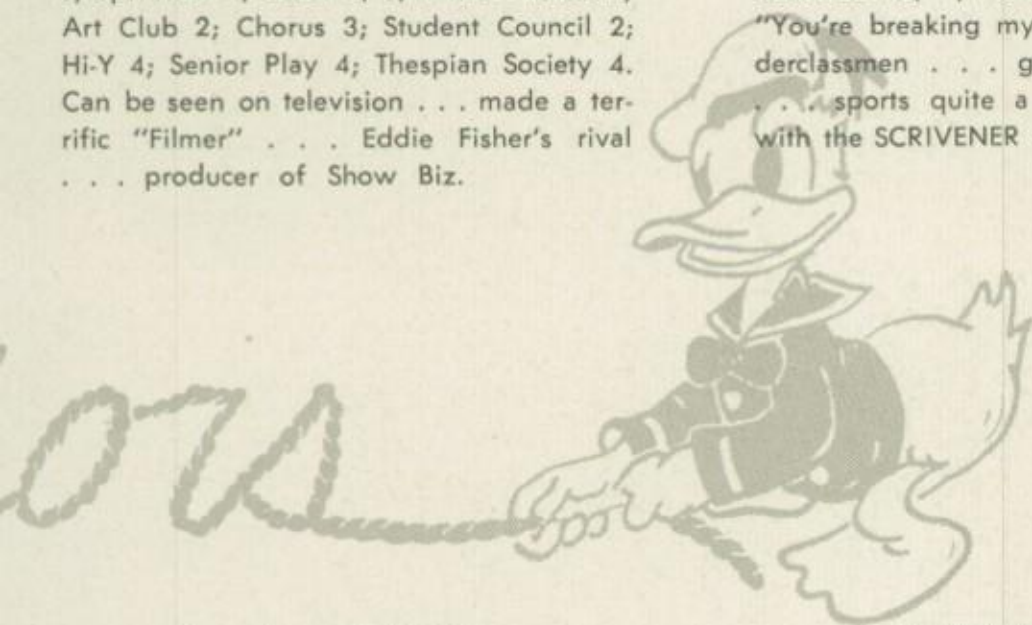 Art Club 2; Chorus 3; Student Council 2;
Hi-Y 4; Senior Play 4; Thespian Society 4.
Can be seen on television . . . made a ter-
rific "Filmer" . . . Eddie Fisher's rival
. . . producer of Show Biz.
"You're breaking my
derclassmen . . . g
. . . sports quite a
with the SCRIVENER
ors